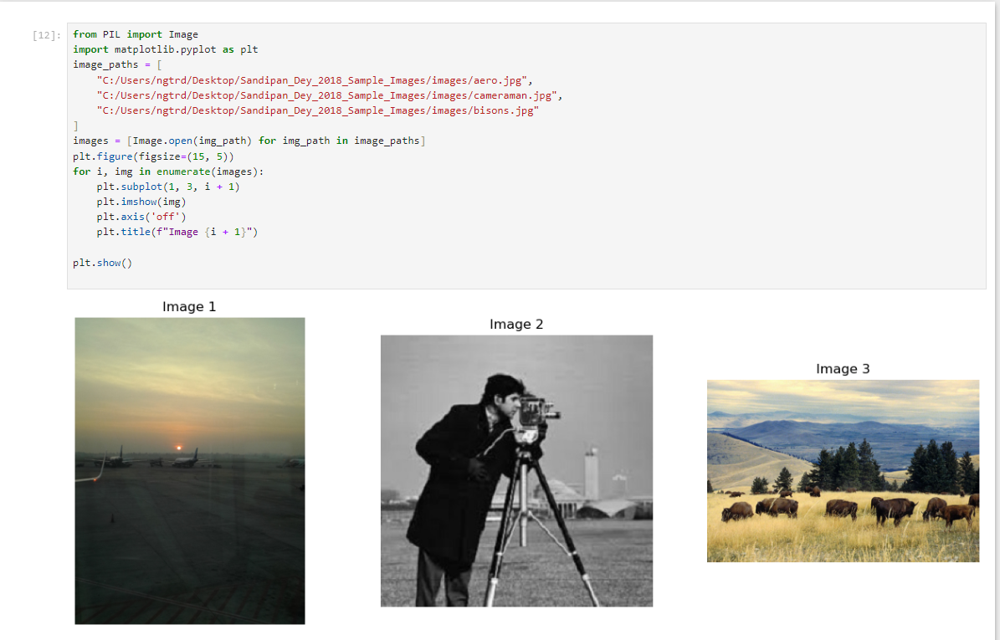 [12]:
from PIL import Image
import matplotlib.pyplot as plt
image_paths = [
    "C:/Users/ngtrd/Desktop/Sandipan_Dey_2018_Sample_Images/images/aero.jpg",
    "C:/Users/ngtrd/Desktop/Sandipan_Dey_2018_Sample_Images/images/cameraman.jpg",
    "C:/Users/ngtrd/Desktop/Sandipan_Dey_2018_Sample_Images/images/bisons.jpg"
]
images = [Image.open(img_path) for img_path in image_paths]
plt.figure(figsize=(15, 5))
for i, img in enumerate(images):
    plt.subplot(1, 3, i + 1)
    plt.imshow(img)
    plt.axis('off')
    plt.title(f"Image {i + 1}")
plt.show()
Image 1
Image 2
Image 3